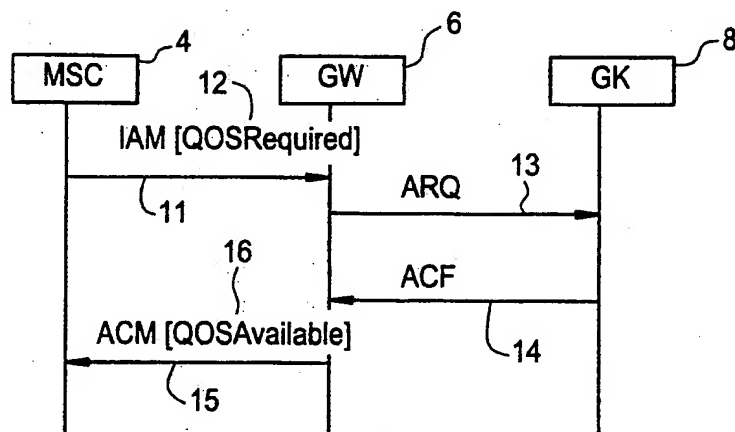 4
6
8
MSC
GW
GK
12
IAM [QOSRequired]
11
ARQ
13
16
ACF
ACM [QOSAvailable]
14
15